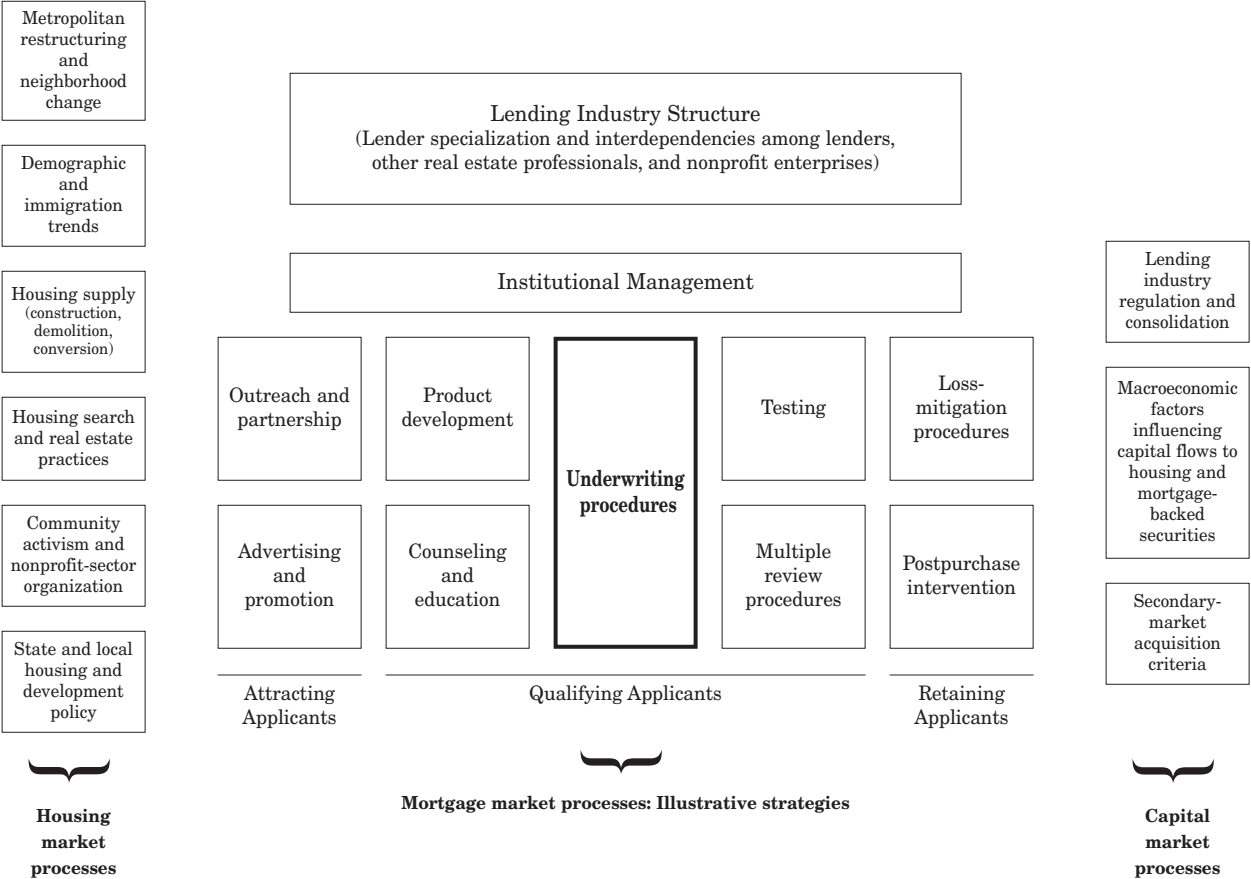 Metropolitan
restructuring
and
neighborhood
change
Demographic
and
immigration
trends
Housing supply
(construction,
demolition,
conversion)
Housing search
and real estate
practices
Community
activism and
nonprofit-sector
organization
State and local
housing and
development
policy
Housing
market
processes
Lending Industry Structure
(Lender specialization and interdependencies among lenders,
other real estate professionals, and nonprofit enterprises)
Institutional Management
Outreach and
partnership
Product
development
Underwriting
procedures
Testing
Loss-
mitigation
procedures
Advertising
and
promotion
Counseling
and
education
Multiple
review
procedures
Postpurchase
intervention
Attracting
Applicants
Qualifying Applicants
Retaining
Applicants
Mortgage market processes: Illustrative strategies
Lending
industry
regulation and
consolidation
Macroeconomic
factors
influencing
capital flows to
housing and
mortgage-
backed
securities
Secondary-
market
acquisition
criteria
Capital
market
processes